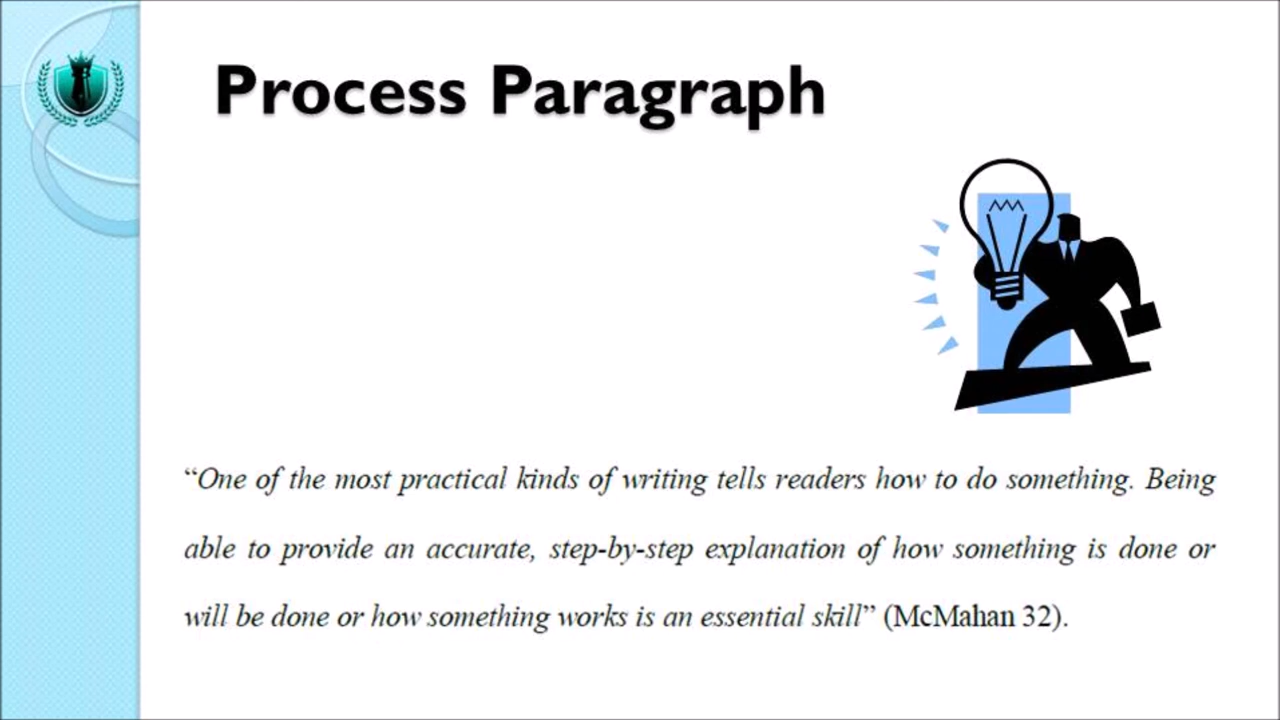 Process Paragraph
“One of the most practical kinds of writing tells readers how to do something. Being
able to provide an accurate, step-by-step explanation of how something is done or
will be done or how something works is an essential skill” (McMahan 32).